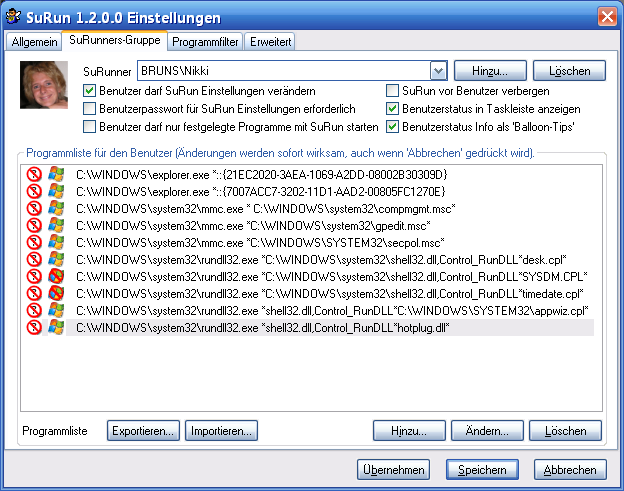 SuRun 1.2.0.0 Einstellungen
Allgemein SuRunners-Gruppe Programmfilter Erweitert
SuRunner BRUNS\Nikki Hinzu... Löschen
Benutzer darf SuRun Einstellungen verändern SuRun vor Benutzer verbergen
Benutzerpasswort für SuRun Einstellungen erforderlich Benutzerstatus in Taskleiste anzeigen
Benutzer darf nur festgelegte Programme mit SuRun starten Benutzerstatus Info als 'Balloon-Tips'
Programmliste für den Benutzer (Änderungen werden sofort wirksam, auch wenn 'Abbrechen' gedrückt wird).
C:\WINDOWS\explorer.exe *::{21EC2020-3AEA-1069-A2DD-08002B30309D}
C:\WINDOWS\explorer.exe *::{7007ACC7-3202-11D1-AAD2-00805FC1270E}
C:\WINDOWS\system32\mmc.exe * C:\WINDOWS\system32\compmgmt.msc*
C:\WINDOWS\system32\mmc.exe *C:\WINDOWS\system\gpedit.msc*
C:\WINDOWS\system32\mmc.exe *C:\WINDOWS\SYSTEM32\secpol.msc*
C:\WINDOWS\system32\rundll32.exe *C:\WINDOWS\system32\shell32.dll,Control_RunDLL*desk.cpl*
C:\WINDOWS\system32\rundll32.exe *C:\WINDOWS\system32\shell32.dll,Control_RunDLL*SYSDM.CPL*
C:\WINDOWS\system32\rundll32.exe *C:\WINDOWS\system32\shell32.dll,Control_RunDLL*timedate.cpl*
C:\WINDOWS\system32\rundll32.exe *shell32.dll,Control_RunDLL*C:\WINDOWS\SYSTEM32\appwiz.cpl*
C:\WINDOWS\system32\rundll32.exe *shell32.dll,Control_RunDLL*hotplug.dll*
Programmliste Exportieren... Importieren... Hinzu... Ändern... Löschen
Übernehmen Speichern Abbrechen